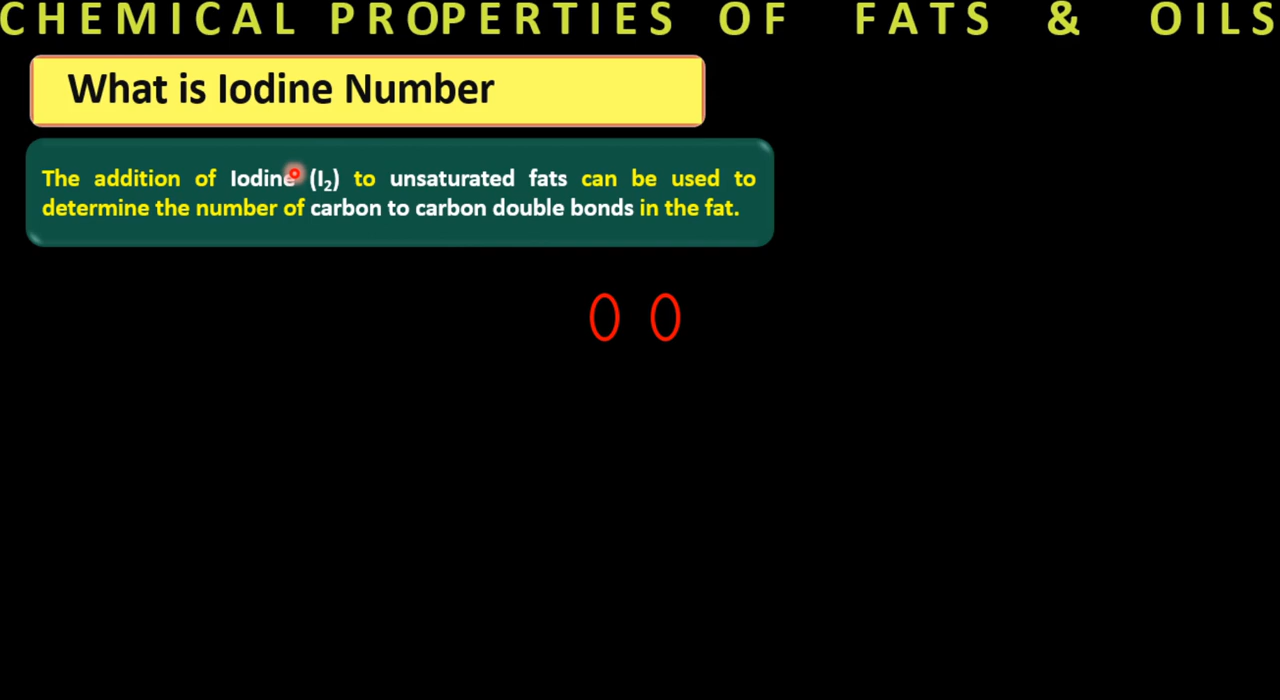 CHEMICAL PROPERTIES OF FATS & OILS
What is Iodine Number
The addition of Iodine (I₂) to unsaturated fats can be used to
determine the number of carbon to carbon double bonds in the fat.